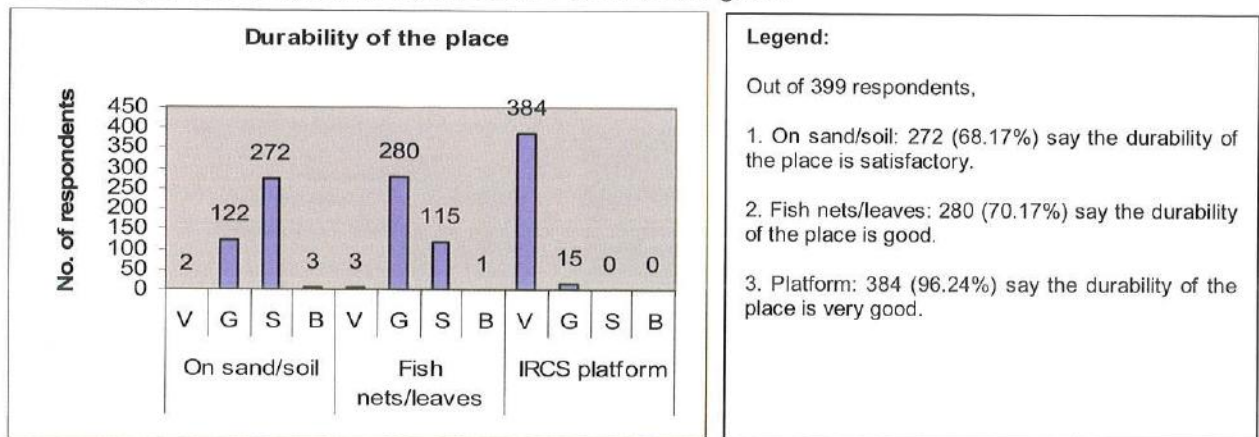 Durability of the place
No. of respondents
450
400
350
300
250
200
150
100
50
0
2
122
272
3
3
280
115
1
384
15
0
0
V G S B V G S B V G S B
On sand/soil
Fish
nets/leaves
IRCS platform
Legend:
Out of 399 respondents,
1. On sand/soil: 272 (68.17%) say the durability of
the place is satisfactory.
2. Fish nets/leaves: 280 (70.17%) say the durability
of the place is good.
3. Platform: 384 (96.24%) say the durability of the
place is very good.